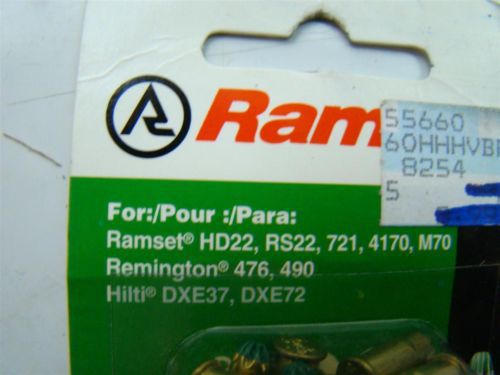 Ram
55660
60HHHVB
8254
5
For:/Pour :/Para:
Ramset® HD22, RS22, 721, 4170, M70
Remington® 476, 490
Hilti® DXE37, DXE72